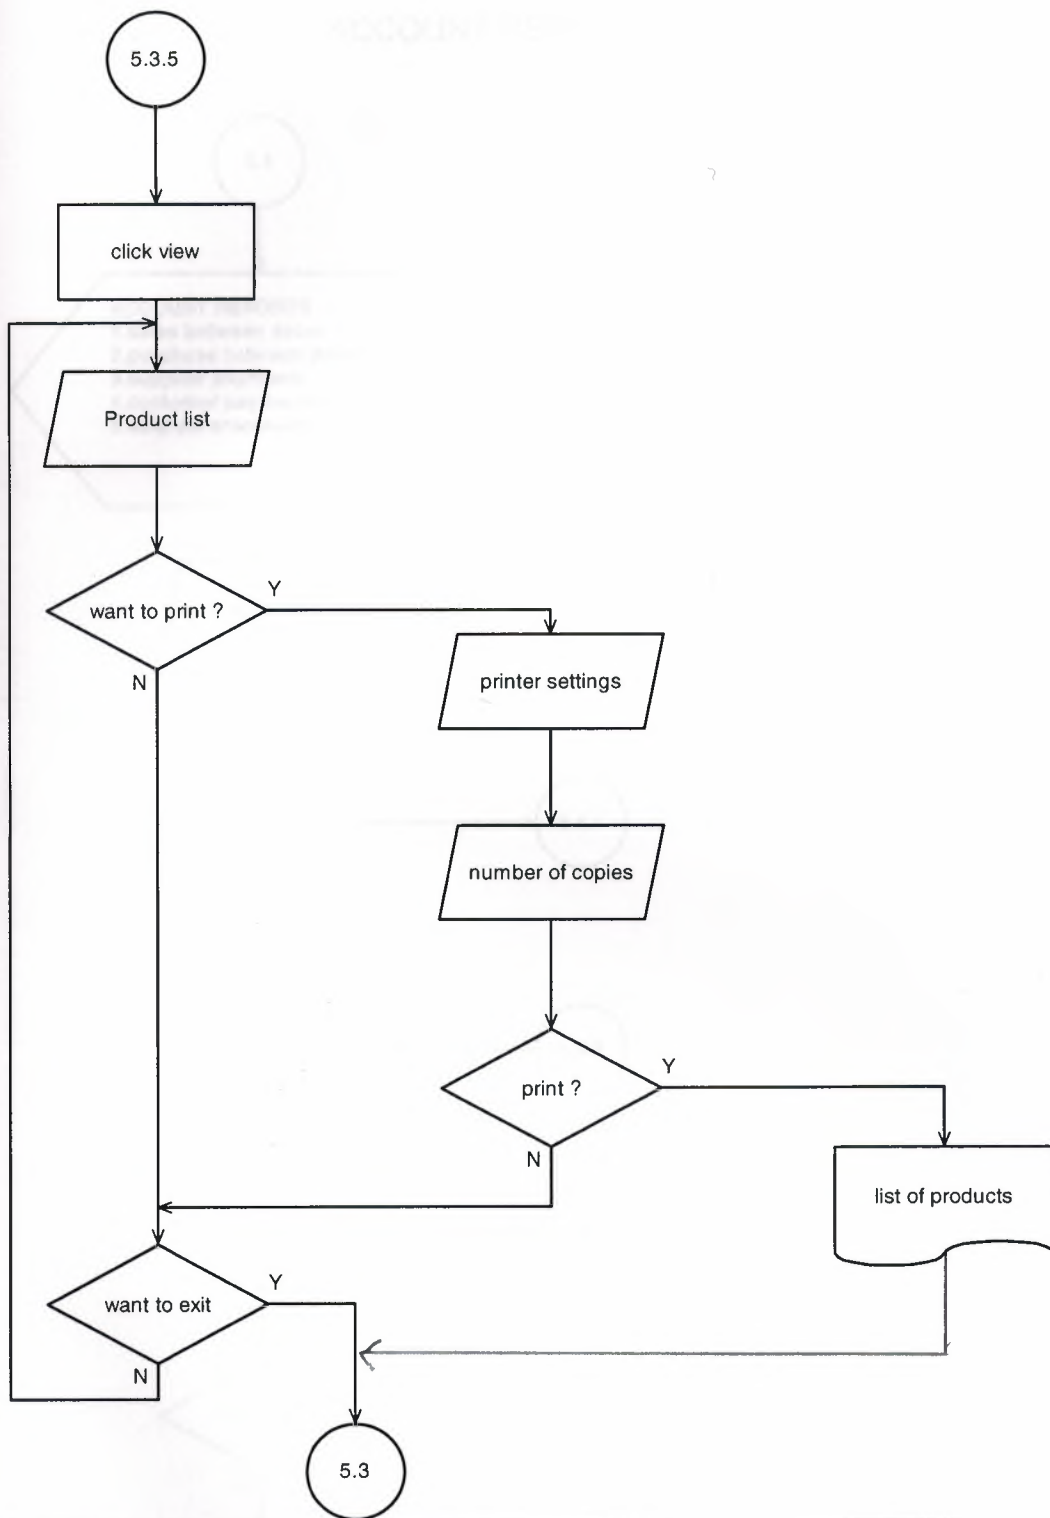 5.3.5
click view
Product list
want to print ?
Y
N
printer settings
number of copies
print ?
Y
N
list of products
want to exit
Y
N
5.3